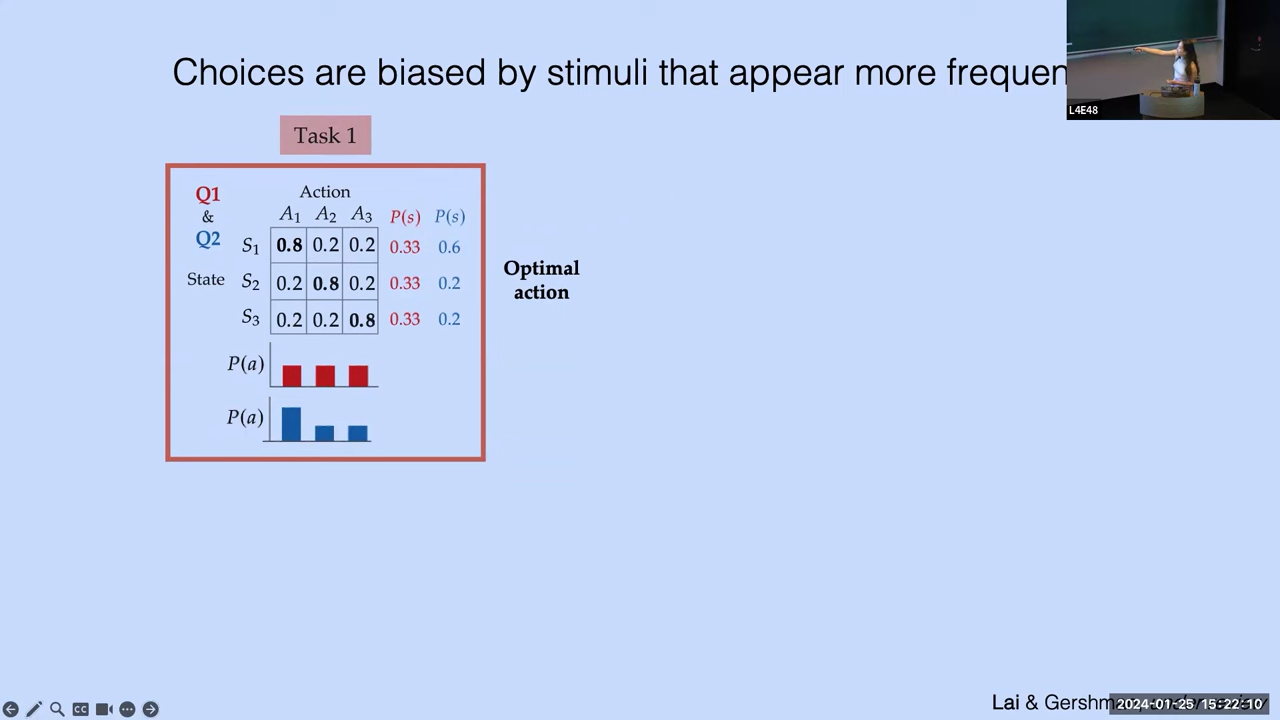 Choices are biased by stimuli that appear more
L4E48
Task 1
Q1
&
Q2
Action
A1 A2 A3 P(s) P(s)
S1 0.8 0.2 0.2 0.33 0.6
State S2 0.2 0.8 0.2 0.33 0.2
S3 0.2 0.2 0.8 0.33 0.2
P(a)
P(a)
Optimal
action
Lai &
2024-01-25 15:22:10
CC